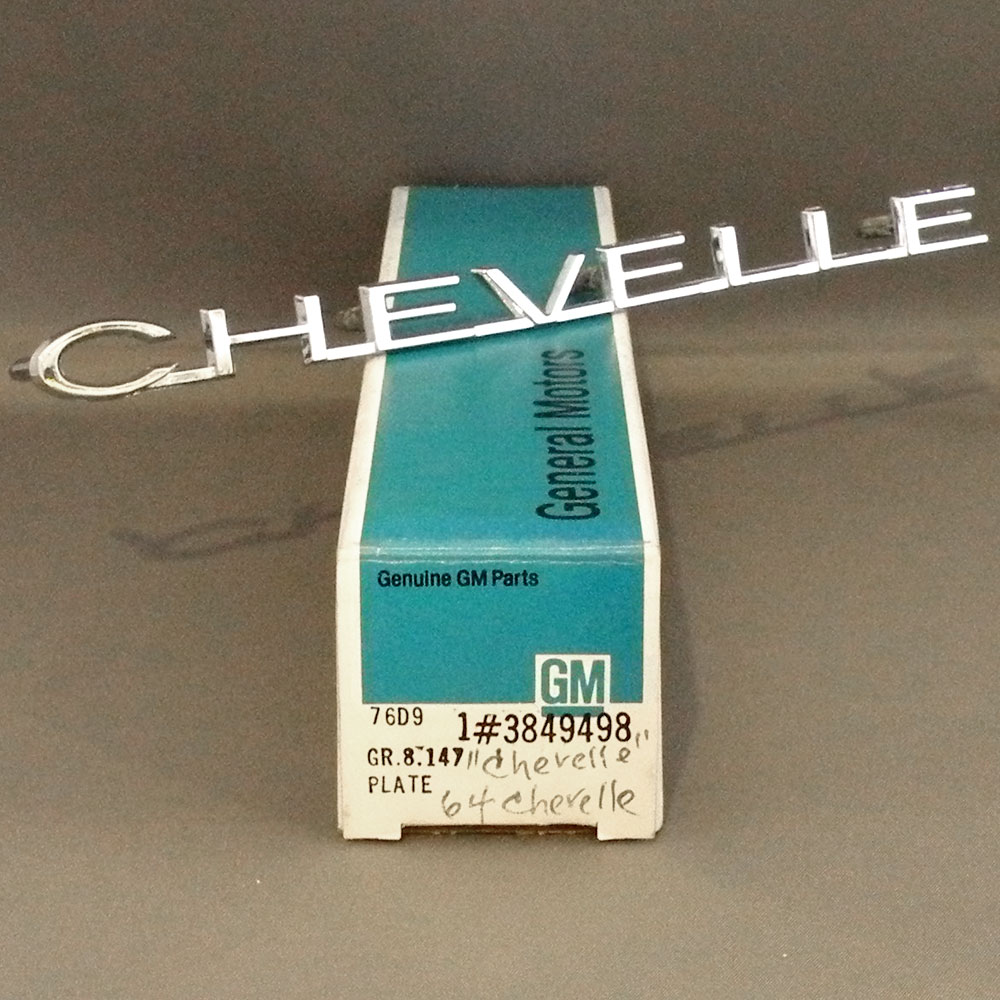 CHEVELLE
General Motors
Genuine GM Parts
GM
76D9 1#3849498
GR.8.147 "Chevelle"
PLATE 64 Chevelle